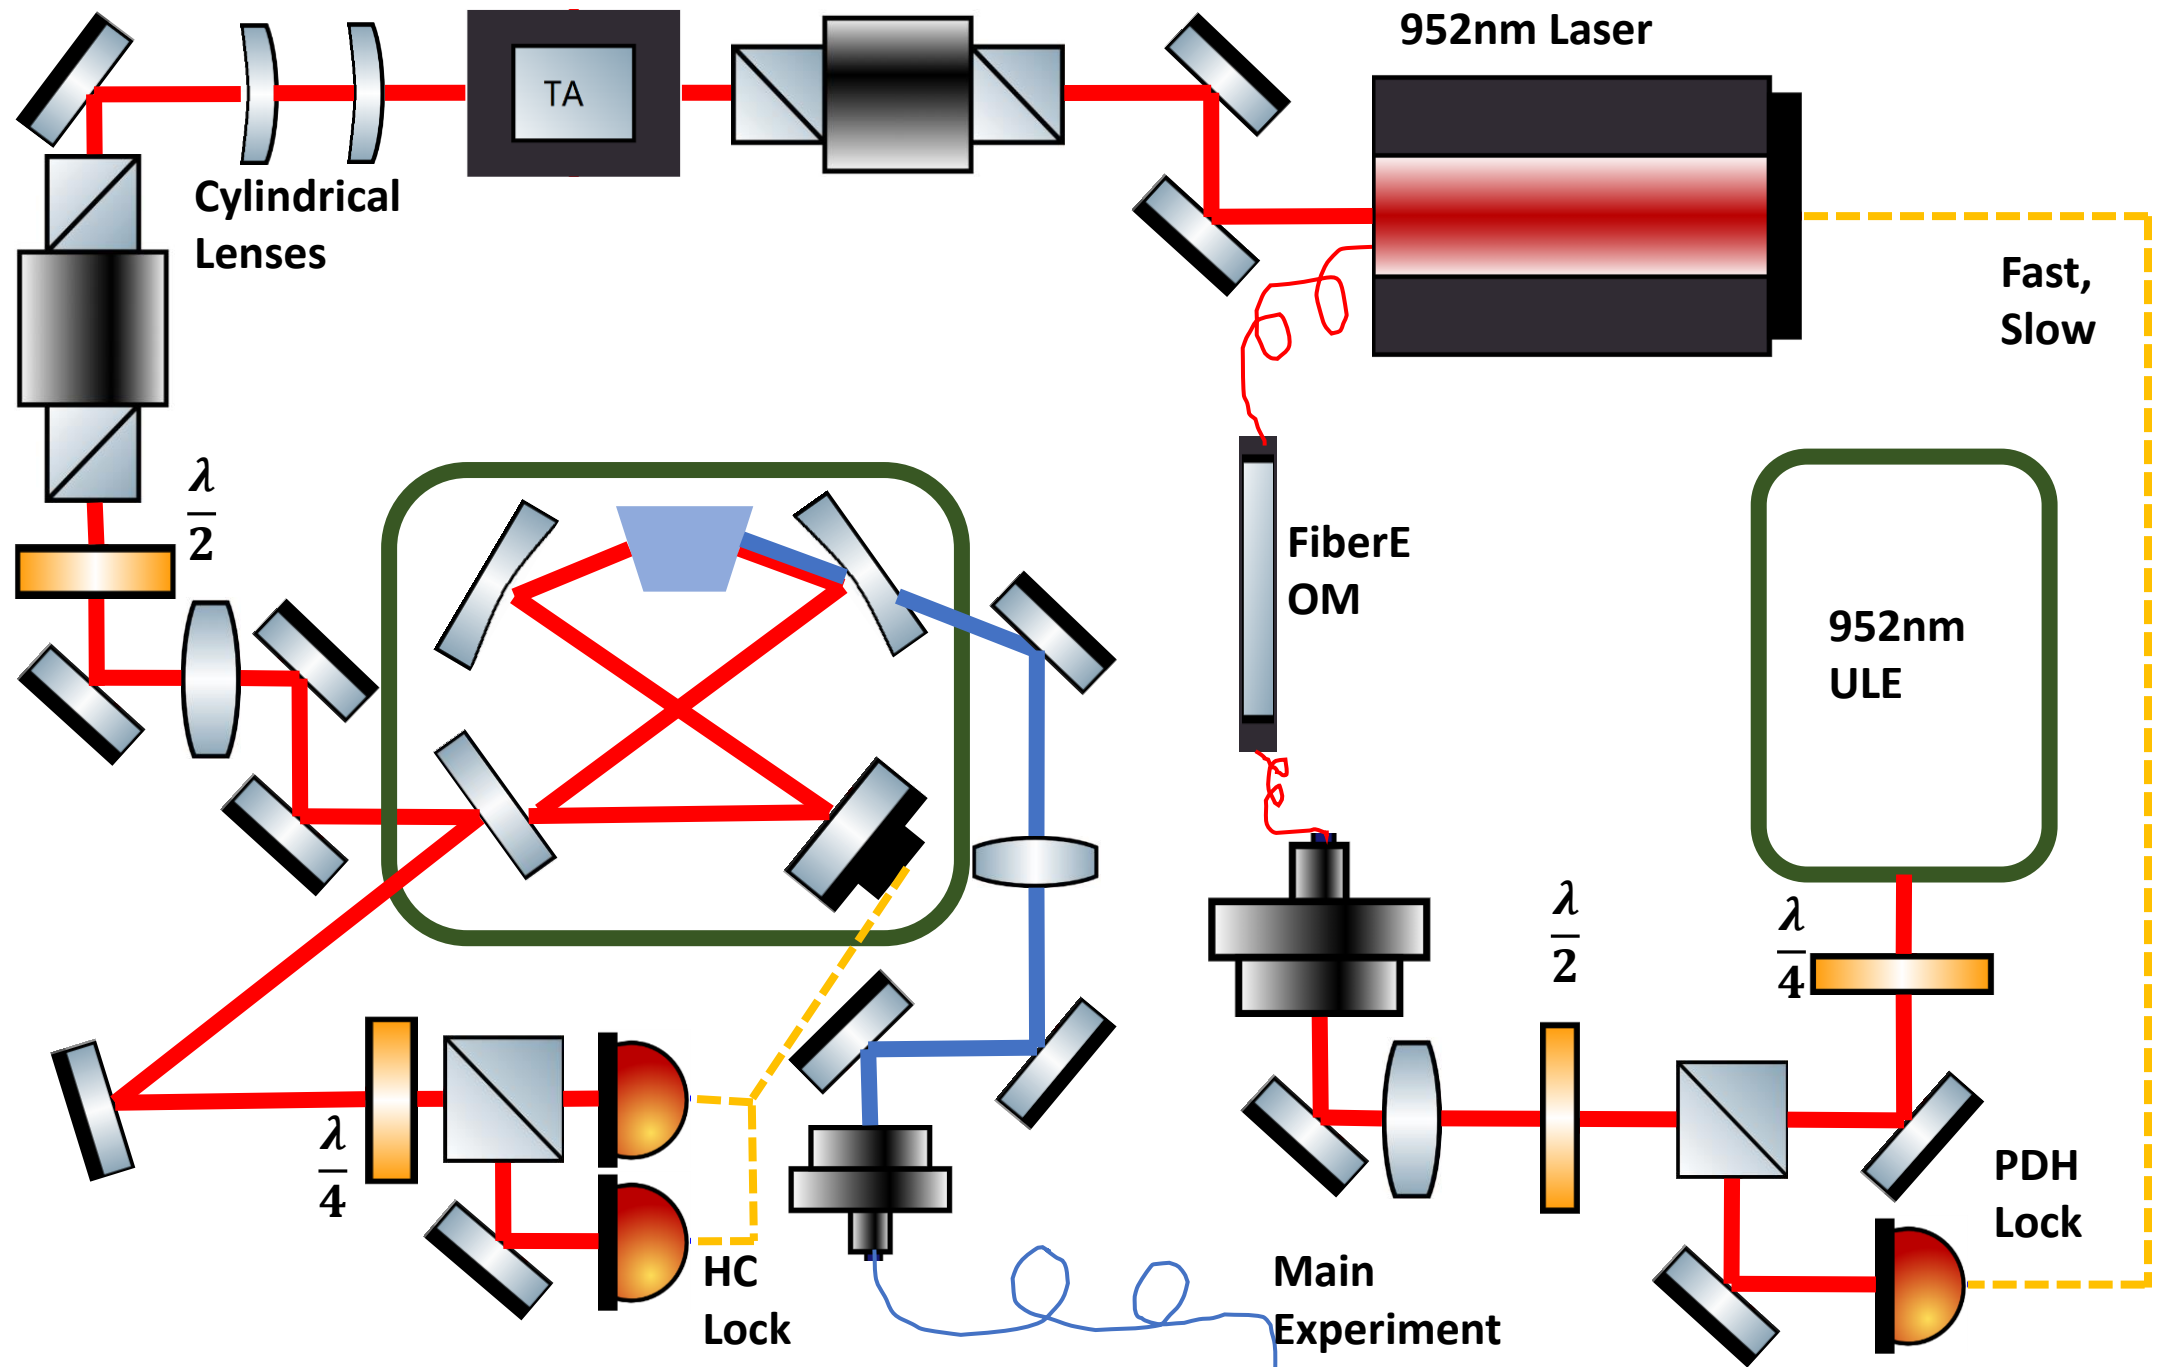 952nm Laser
TA
Cylindrical
Lenses
Fast,
Slow
λ
2
FiberE
OM
952nm
ULE
λ
2
λ
4
λ
4
PDH
Lock
HC
Lock
Main
Experiment